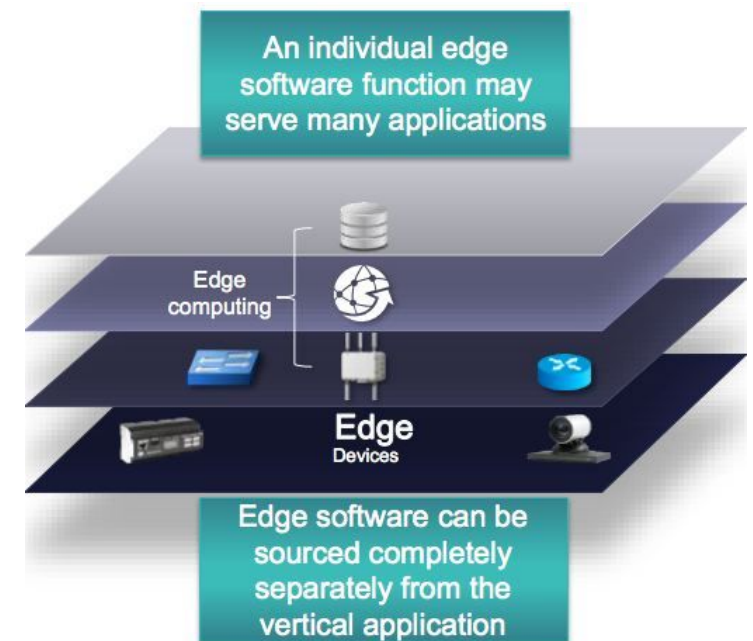 An individual edge
software function may
serve many applications
Edge
computing
Edge
Devices
Edge software can be
sourced completely
separately from the
vertical application